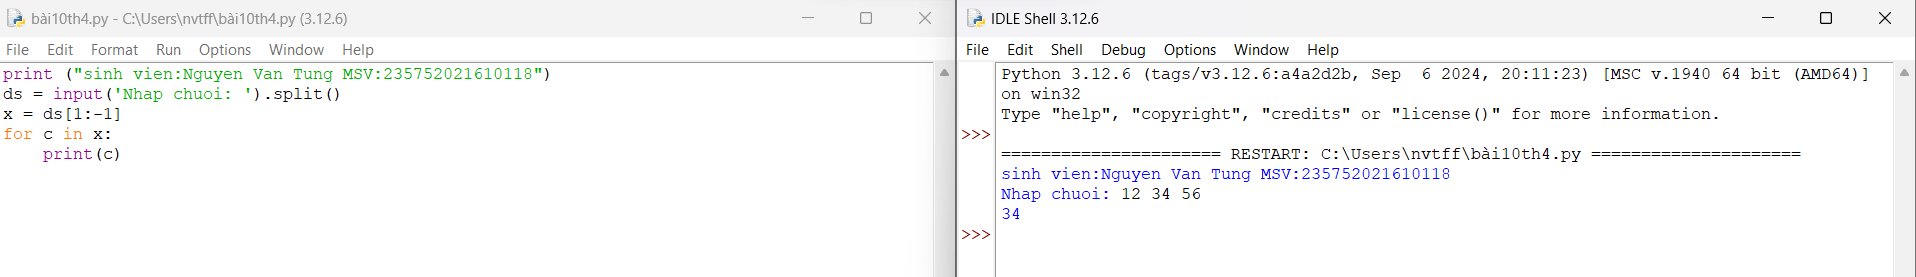 bài10th4.py - C:\Users\nvtff\bài10th4.py (3.12.6)
File Edit Format Run Options Window Help
print ("sinh vien:Nguyen Van Tung MSV:235752021610118")
ds = input('Nhap chuoi: ').split()
x = ds[1:-1]
for c in x:
    print(c)
IDLE Shell 3.12.6
File Edit Shell Debug Options Window Help
Python 3.12.6 (tags/v3.12.6:a4a2d2b, Sep  6 2024, 20:11:23) [MSC v.1940 64 bit (AMD64)]
on win32
Type "help", "copyright", "credits" or "license()" for more information.
>>>
====================== RESTART: C:\Users\nvtff\bài10th4.py =====================
sinh vien:Nguyen Van Tung MSV:235752021610118
Nhap chuoi: 12 34 56
34
>>>